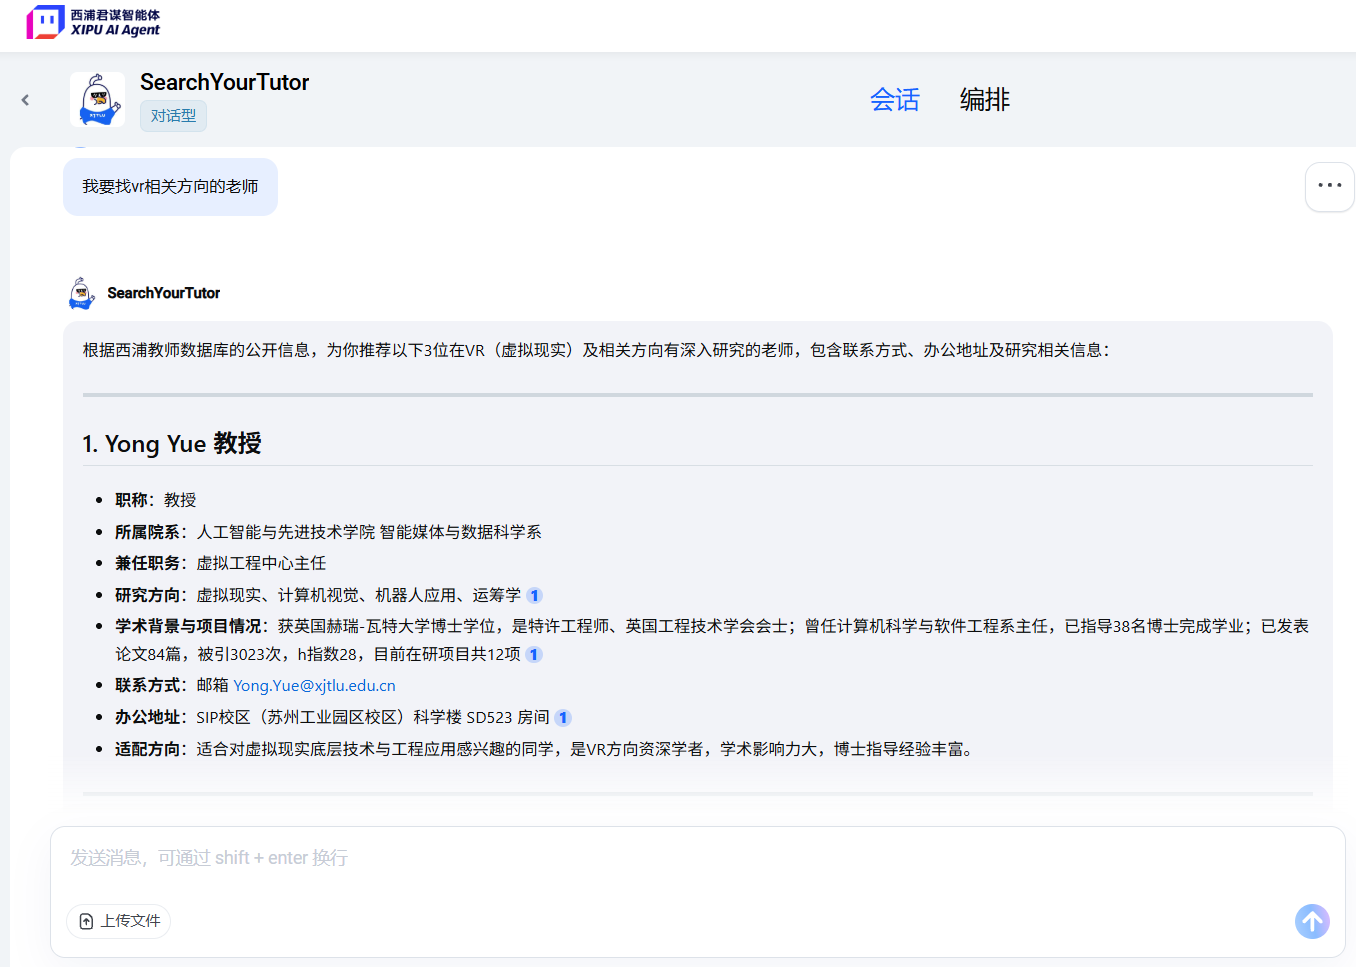 西浦君谋智能体
XIPU AI Agent
SearchYourTutor
对话型
会话
编排
我要找vr相关方向的老师
SearchYourTutor
根据西浦教师数据库的公开信息，为你推荐以下3位在VR（虚拟现实）及相关方向有深入研究的老师，包含联系方式、办公地址及研究相关信息：
1. Yong Yue 教授
职称：教授
所属院系：人工智能与先进技术学院 智能媒体与数据科学系
兼任职务：虚拟工程中心主任
研究方向：虚拟现实、计算机视觉、机器人应用、运筹学 1
学术背景与项目情况：获英国赫瑞-瓦特大学博士学位，是特许工程师、英国工程技术学会会士；曾任计算机科学与软件工程系主任，已指导38名博士完成学业；已发表
论文84篇，被引3023次，h指数28，目前在研项目共12项 1
联系方式：邮箱 Yong.Yue@xjtlu.edu.cn
办公地址：SIP校区（苏州工业园区校区）科学楼 SD523 房间 1
适配方向：适合对虚拟现实底层技术与工程应用感兴趣的同学，是VR方向资深学者，学术影响力大，博士指导经验丰富。
发送消息，可通过 shift + enter 换行
上传文件